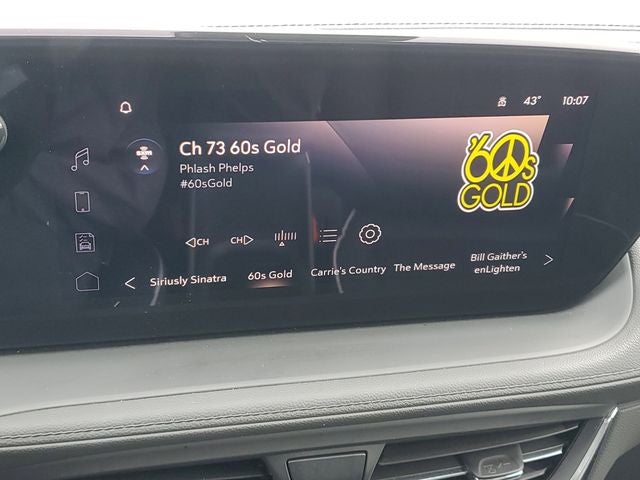 43° 10:07
Ch 73 60s Gold
Phlash Phelps
#60sGold
'60s
GOLD
CH CH
Siriusly Sinatra 60s Gold Carrie's Country The Message Bill Gaither's
enLighten